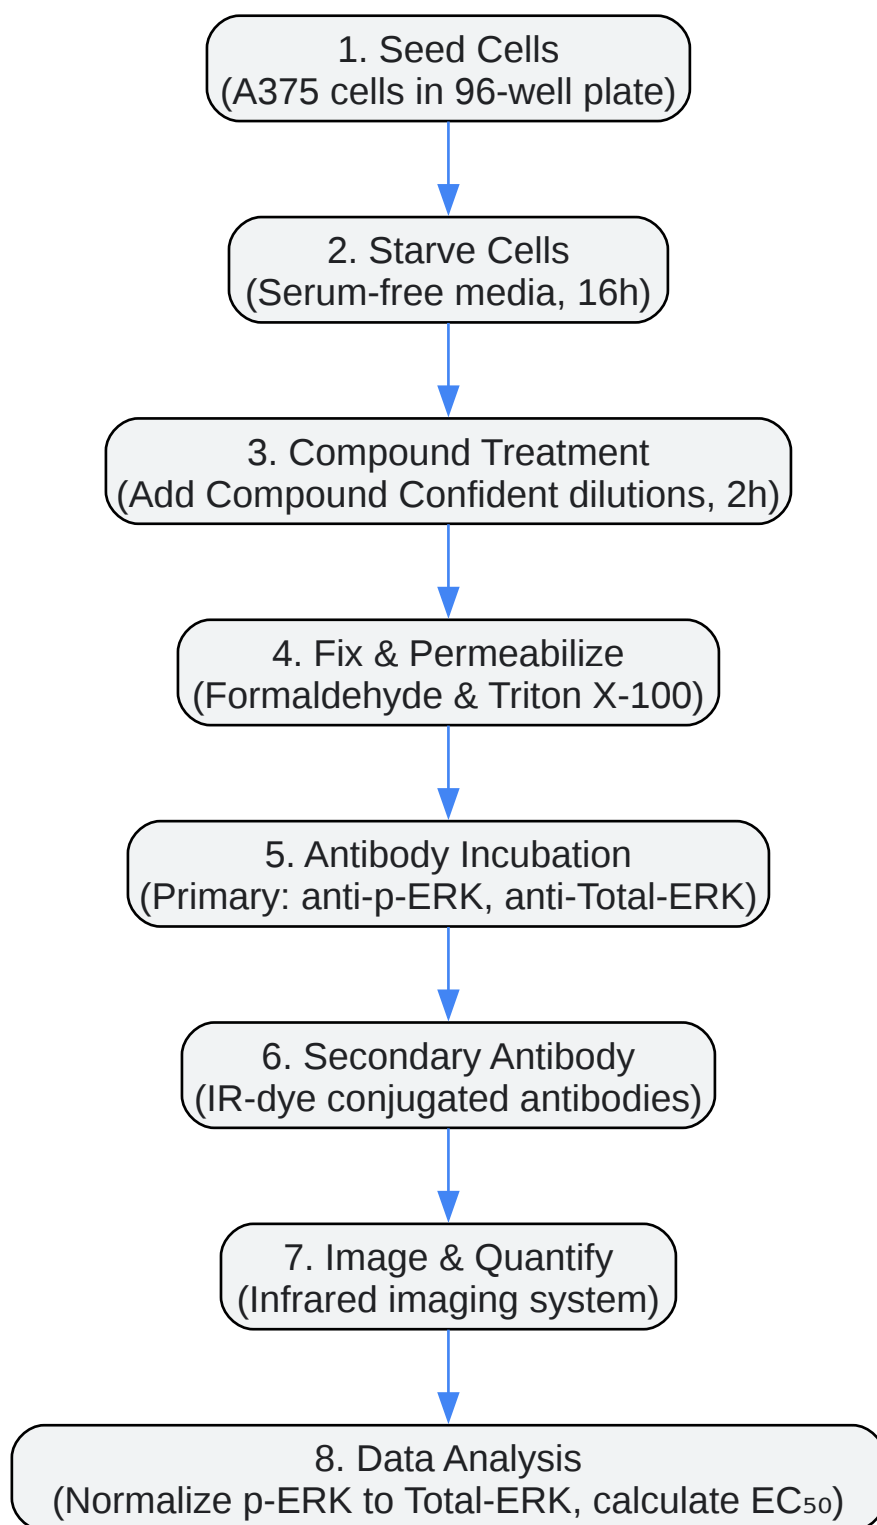 1. Seed Cells
(A375 cells in 96-well plate)
2. Starve Cells
(Serum-free media, 16h)
3. Compound Treatment
(Add Compound Confident dilutions, 2h)
4. Fix & Permeabilize
(Formaldehyde & Triton X-100)
5. Antibody Incubation
(Primary: anti-p-ERK, anti-Total-ERK)
6. Secondary Antibody
(IR-dye conjugated antibodies)
7. Image & Quantify
(Infrared imaging system)
8. Data Analysis
(Normalize p-ERK to Total-ERK, calculate EC₅₀)